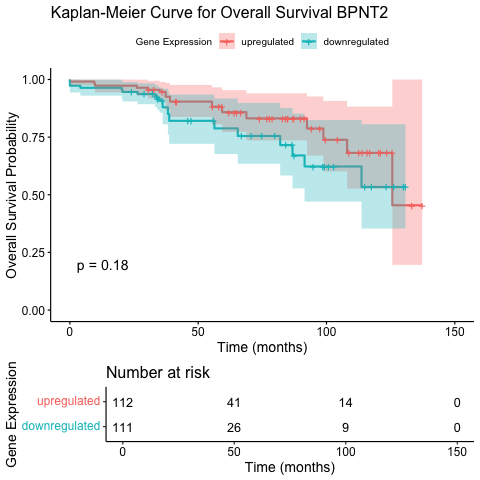 Kaplan-Meier Curve for Overall Survival BPNT2
Gene Expression upregulated downregulated
Overall Survival Probability
1.00
0.75
0.50
0.25
0.00
p = 0.18
0 50 100 150
Time (months)
Number at risk
Gene Expression
upregulated 112 41 14 0
downregulated 111 26 9 0
0 50 100 150
Time (months)